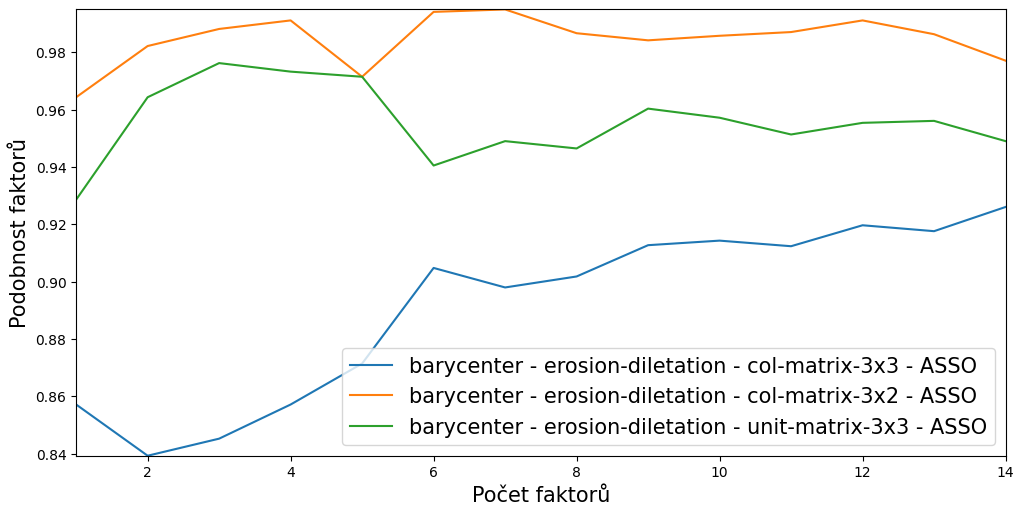 0.98
0.96
0.94
0.92
0.90
0.88
0.86
0.84
Podobnost faktorů
barycenter - erosion-diletation - col-matrix-3x3 - ASSO
barycenter - erosion-diletation - col-matrix-3x2 - ASSO
barycenter - erosion-diletation - unit-matrix-3x3 - ASSO
2 4 6 8 10 12 14
Počet faktorů